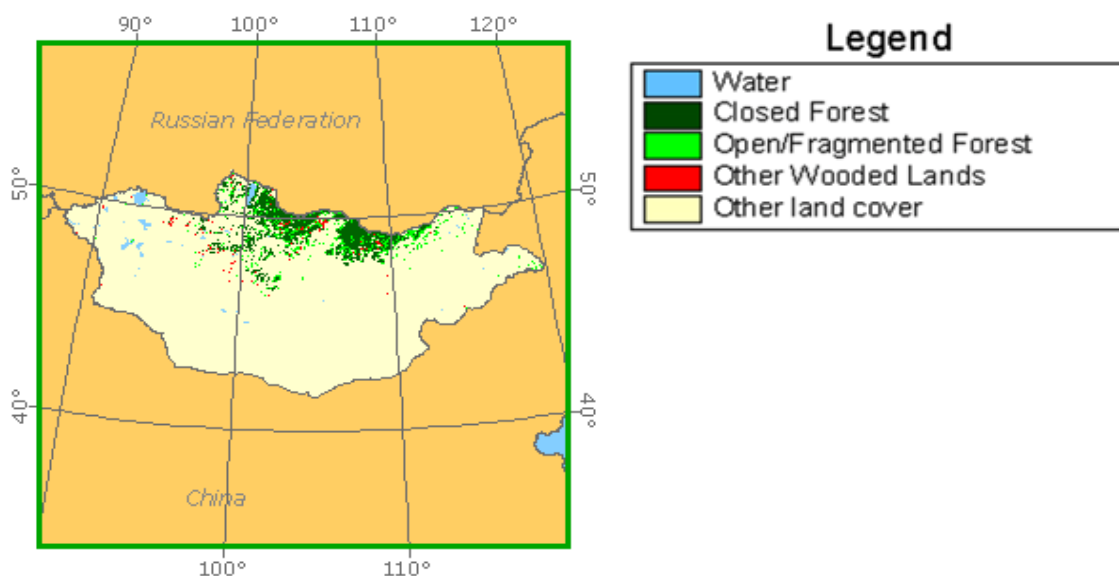 90° 100° 110° 120°
Legend
Water
Closed Forest
Open/Fragmented Forest
Other Wooded Lands
Other land cover
Russian Federation
50° 50°
40° 40°
China
100° 110°